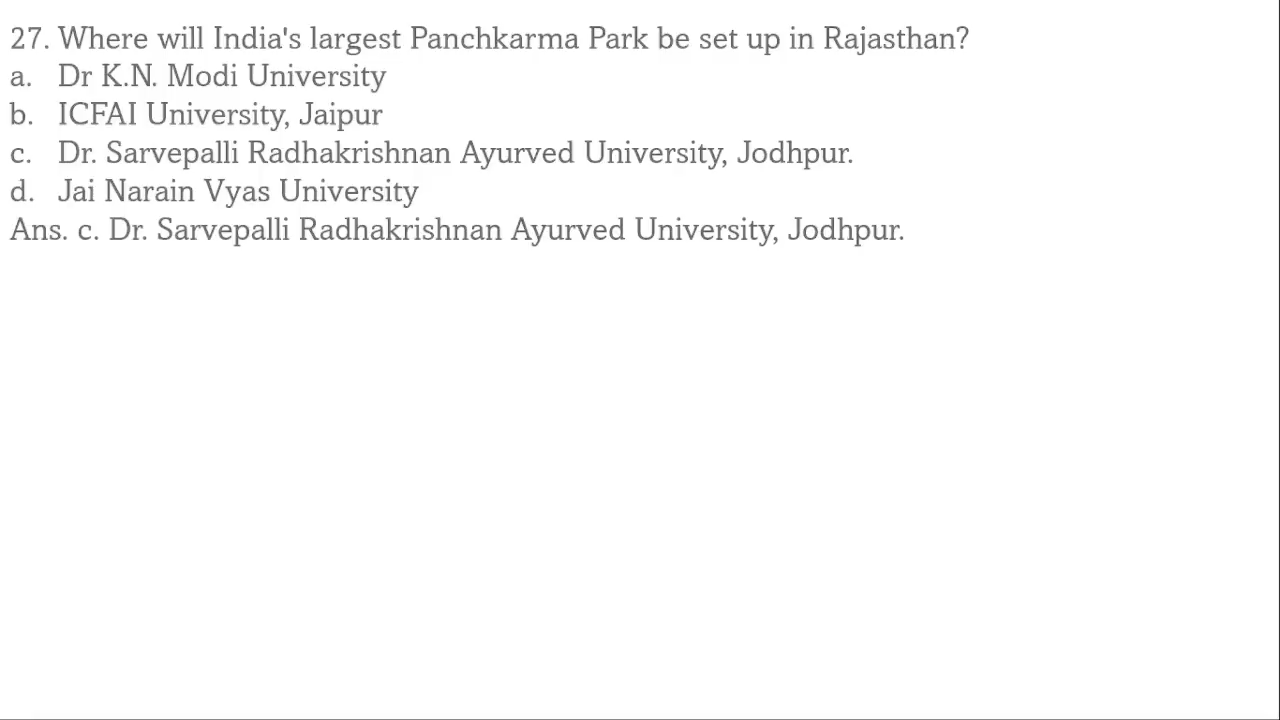 27. Where will India's largest Panchkarma Park be set up in Rajasthan?
a. Dr K.N. Modi University
b. ICFAI University, Jaipur
c. Dr. Sarvepalli Radhakrishnan Ayurved University, Jodhpur.
d. Jai Narain Vyas University
Ans. c. Dr. Sarvepalli Radhakrishnan Ayurved University, Jodhpur.